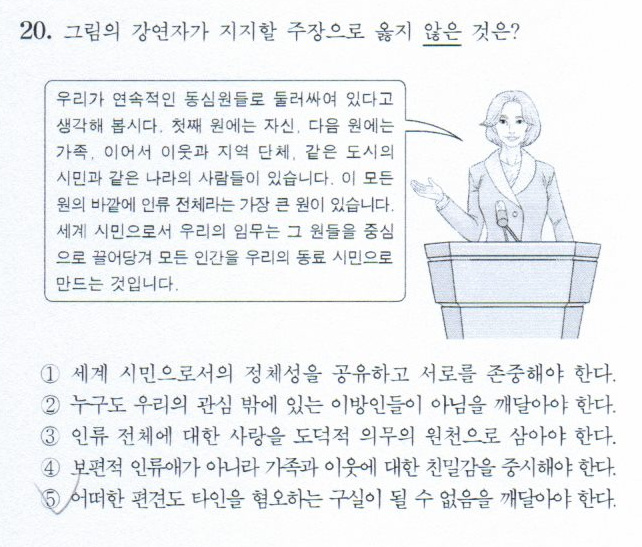 20. 그림의 강연자가 지지할 주장으로 옳지 않은 것은?
우리가 연속적인 동심원들로 둘러싸여 있다고
생각해 봅시다. 첫째 원에는 자신, 다음 원에는
가족, 이어서 이웃과 지역 단체, 같은 도시의
시민과 같은 나라의 사람들이 있습니다. 이 모든
원의 바깥에 인류 전체라는 가장 큰 원이 있습니다.
세계 시민으로서 우리의 임무는 그 원들을 중심
으로 끌어당겨 모든 인간을 우리의 동료 시민으로
만드는 것입니다.
① 세계 시민으로서의 정체성을 공유하고 서로를 존중해야 한다.
② 누구도 우리의 관심 밖에 있는 이방인들이 아님을 깨달아야 한다.
③ 인류 전체에 대한 사랑을 도덕적 의무의 원천으로 삼아야 한다.
④ 보편적 인류애가 아니라 가족과 이웃에 대한 친밀감을 중시해야 한다.
⑤ 어떠한 편견도 타인을 혐오하는 구실이 될 수 없음을 깨달아야 한다.